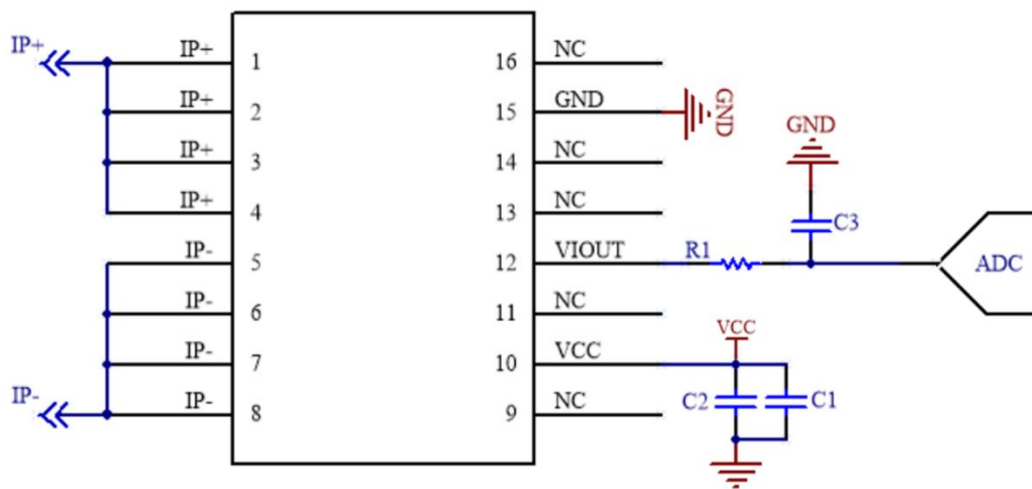 IP+ IP+ 1 16 NC
IP+ 2 15 GND GND
IP+ 3 14 NC GND
IP+ 4 13 NC C3
IP- 5 12 VIOUT R1 ADC
IP- 6 11 NC
IP- 7 10 VCC VCC
IP- IP- 8 9 NC C2 C1